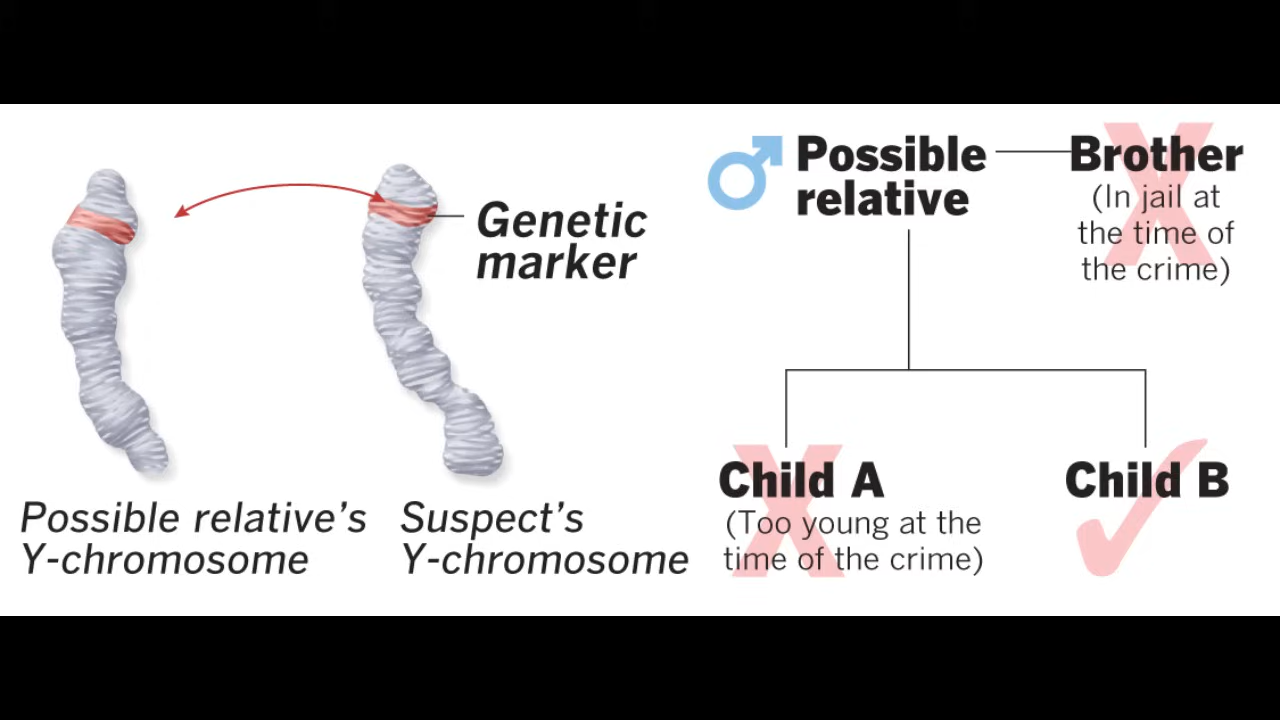 Genetic
marker
Possible relative's
Y-chromosome
Suspect's
Y-chromosome
Possible
relative
Brother
(In jail at
the time of
the crime)
Child A
(Too young at the
time of the crime)
Child B